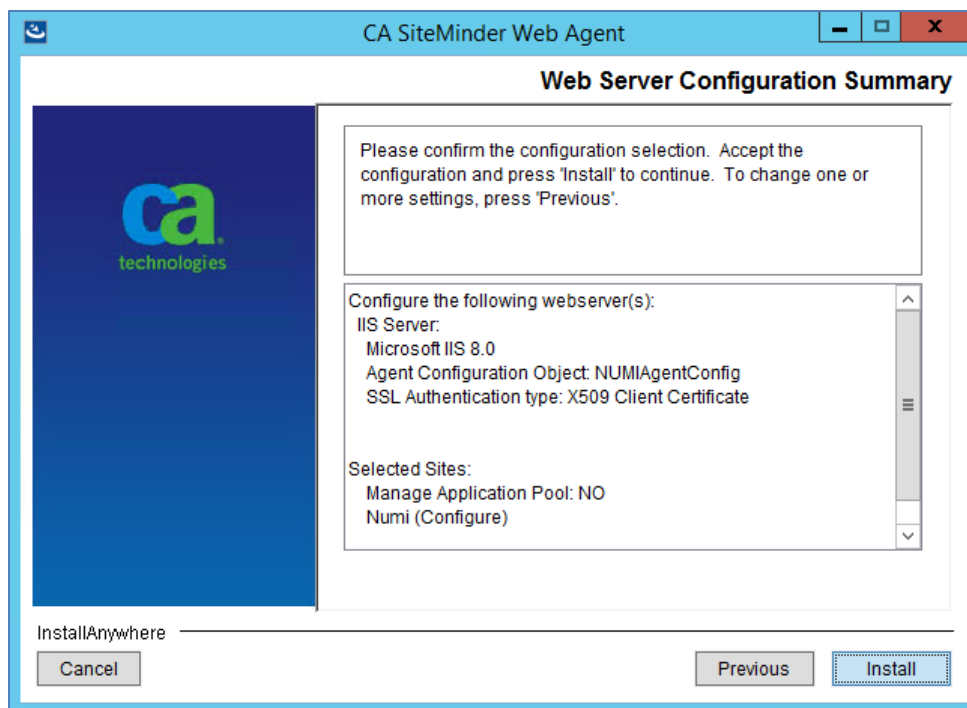 CA SiteMinder Web Agent
Web Server Configuration Summary
ca
technologies
Please confirm the configuration selection. Accept the
configuration and press 'Install' to continue. To change one or
more settings, press 'Previous'.
Configure the following webserver(s):
IIS Server:
Microsoft IIS 8.0
Agent Configuration Object: NUMIAgentConfig
SSL Authentication type: X509 Client Certificate
Selected Sites:
Manage Application Pool: NO
Numi (Configure)
InstallAnywhere
Cancel
Previous
Install